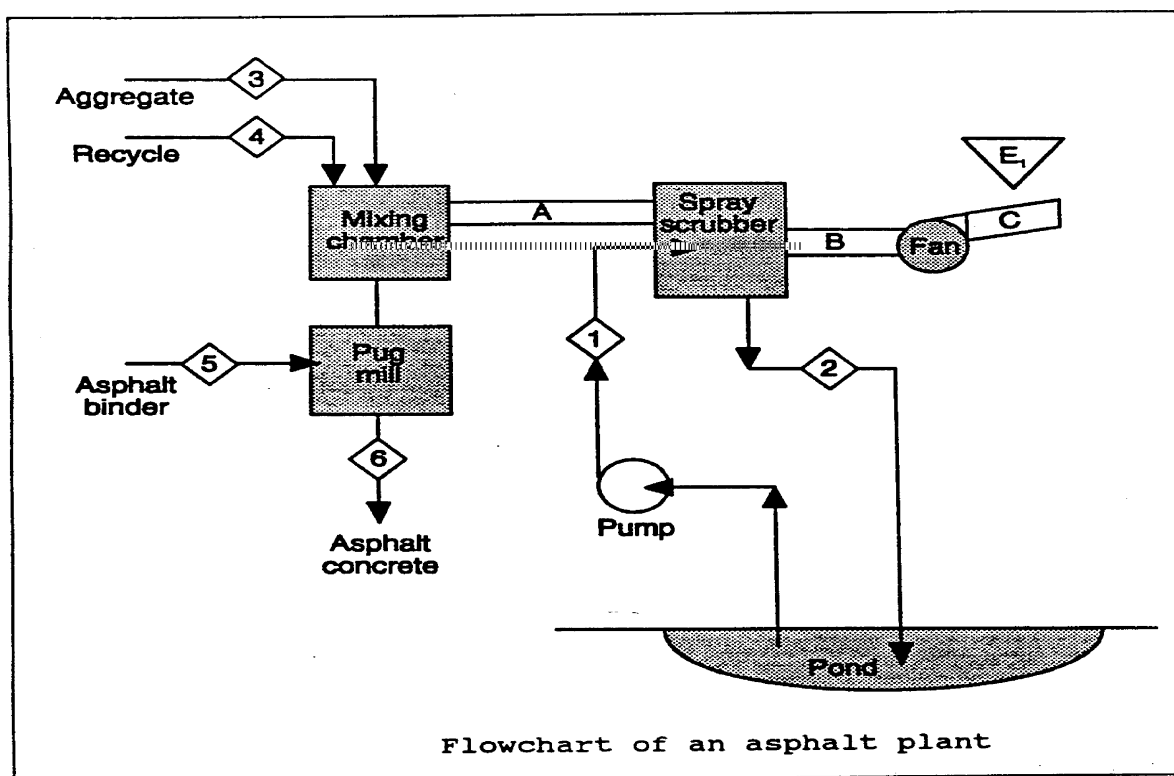 3
Aggregate
4
Recycle
Mixing
chamber
A
Spray
scrubber
B
Fan
C
E₁
1
5
Asphalt
binder
Pug
mill
2
6
Asphalt
concrete
Pump
Pond
Flowchart of an asphalt plant